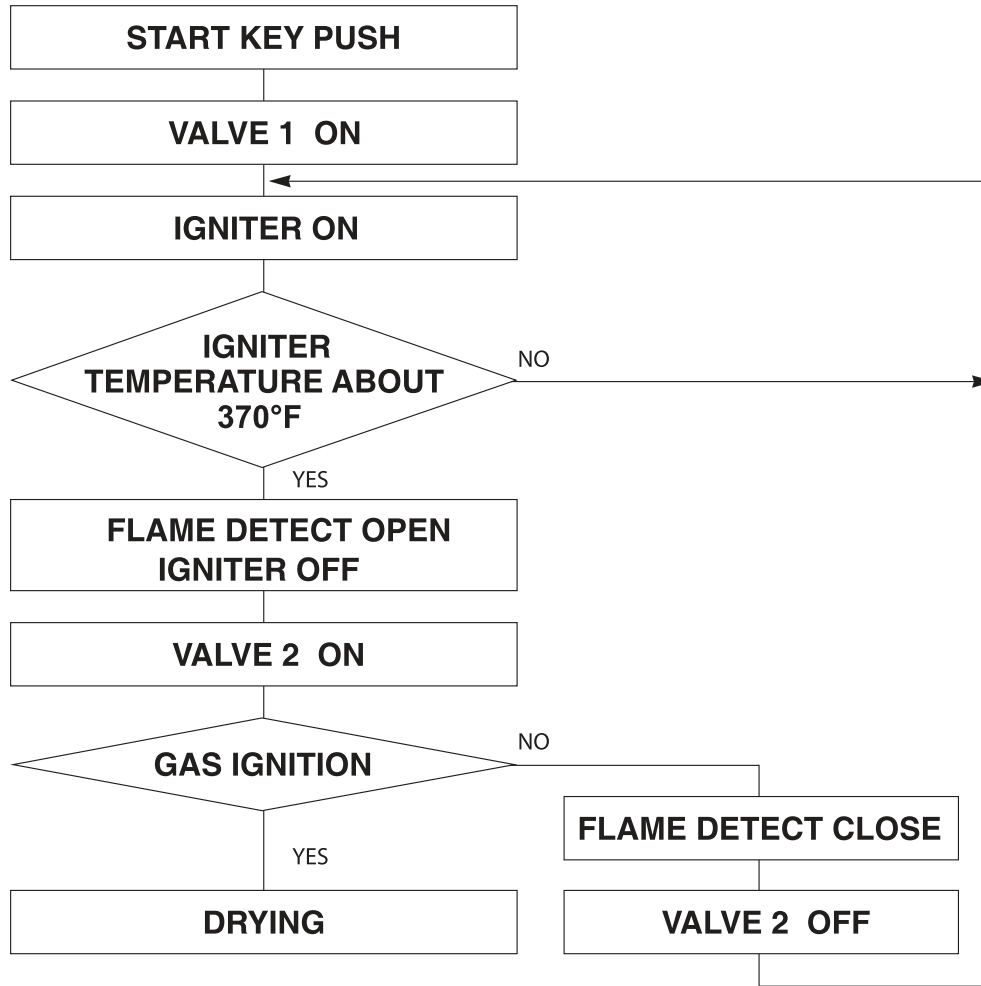 START KEY PUSH
VALVE 1 ON
IGNITER ON
IGNITER
TEMPERATURE ABOUT
370°F
NO
YES
FLAME DETECT OPEN
IGNITER OFF
VALVE 2 ON
GAS IGNITION
NO
FLAME DETECT CLOSE
YES
DRYING
VALVE 2 OFF